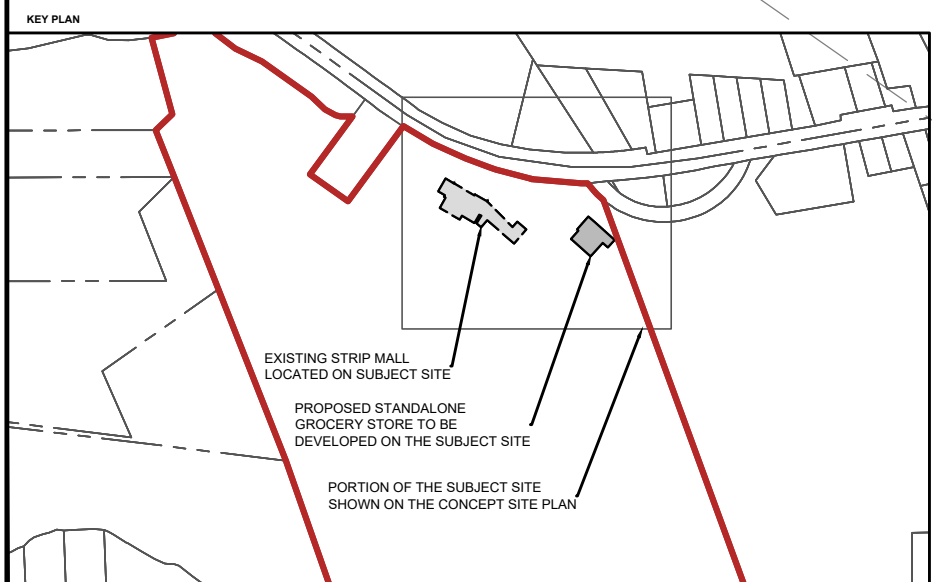 KEY PLAN
EXISTING STRIP MALL
LOCATED ON SUBJECT SITE
PROPOSED STANDALONE
GROCERY STORE TO BE
DEVELOPED ON THE SUBJECT SITE
PORTION OF THE SUBJECT SITE
SHOWN ON THE CONCEPT SITE PLAN